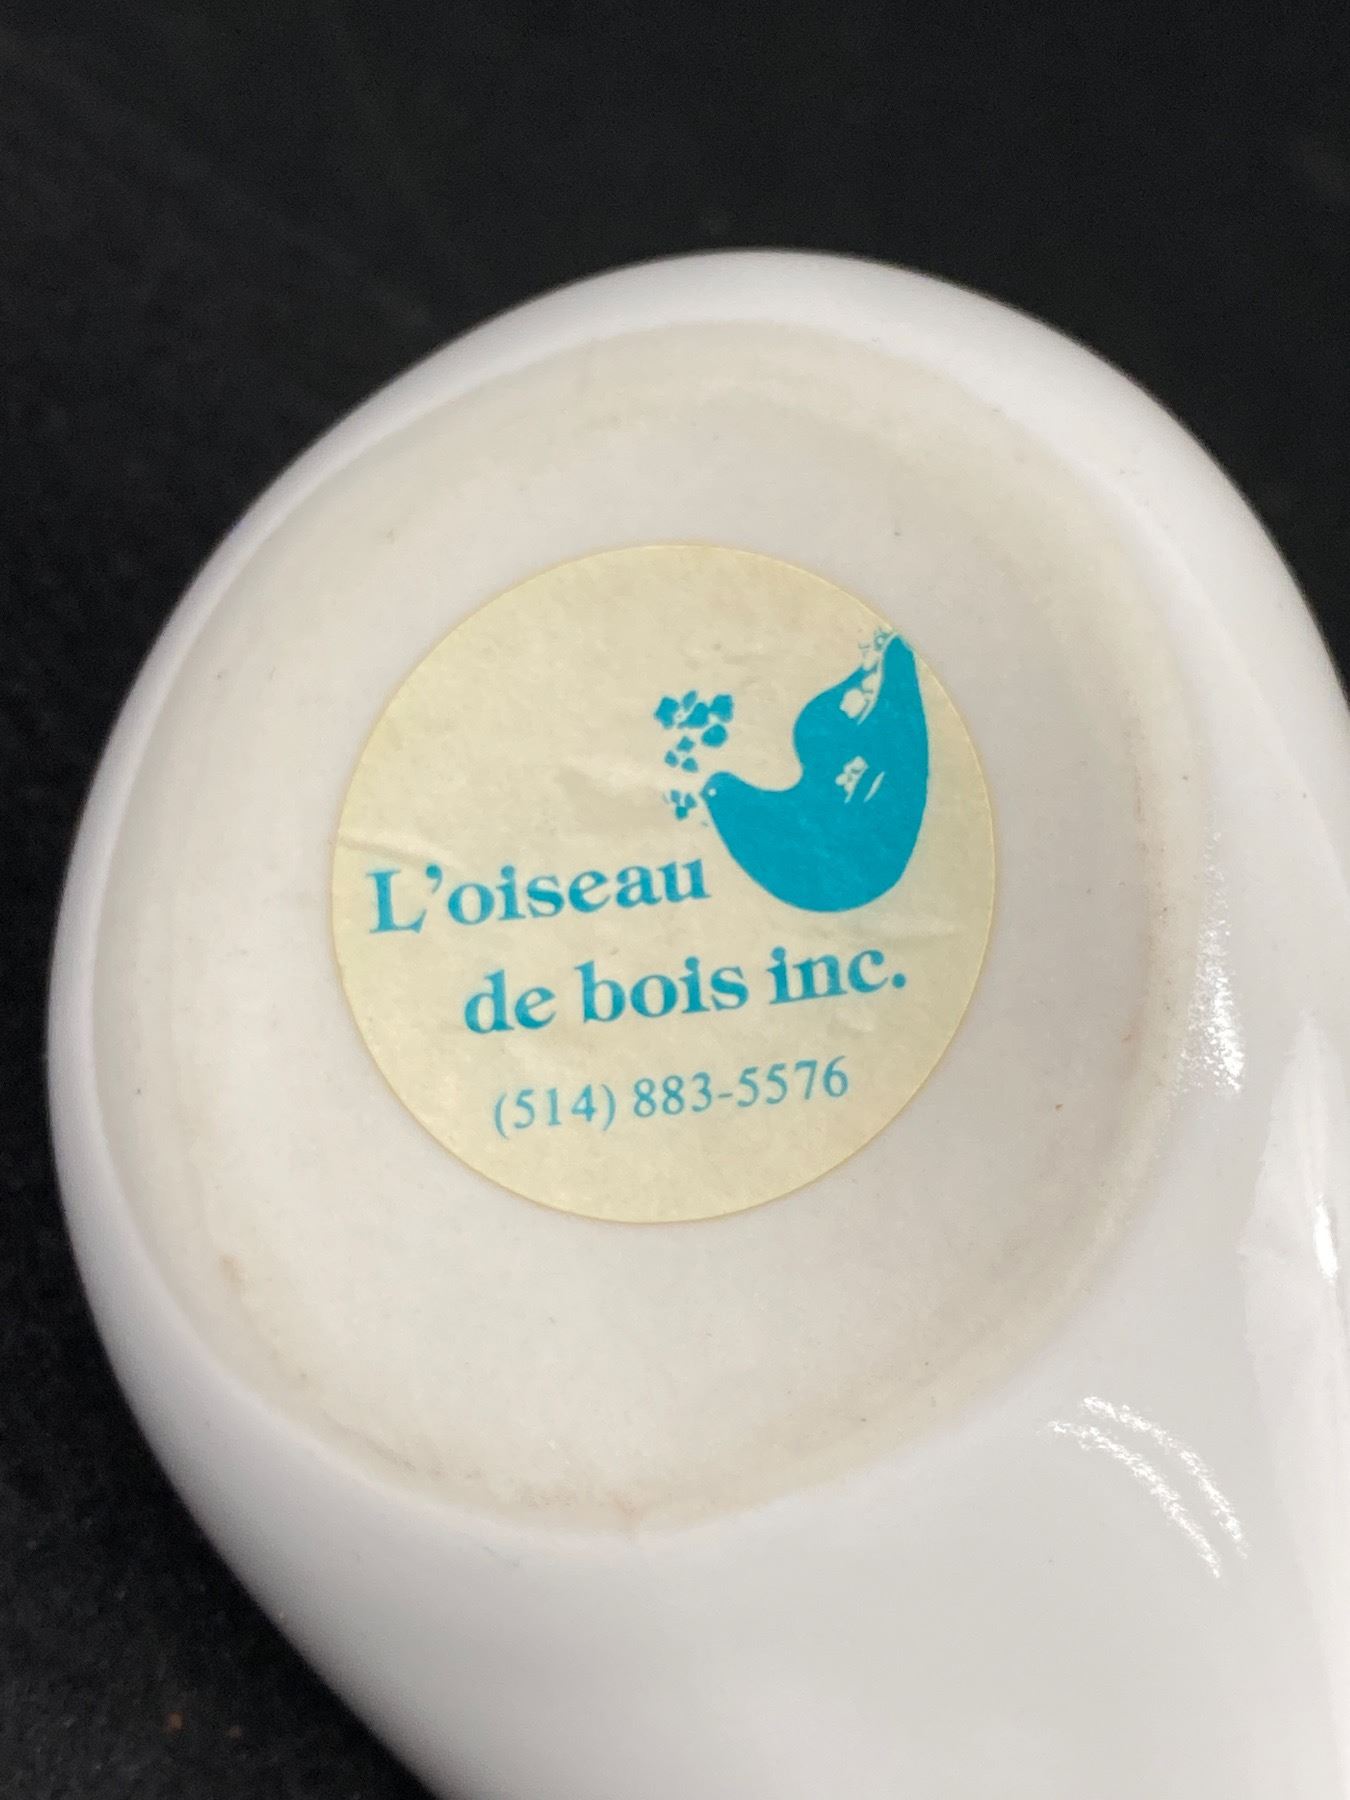 L'oiseau
de bois inc.
(514) 883-5576